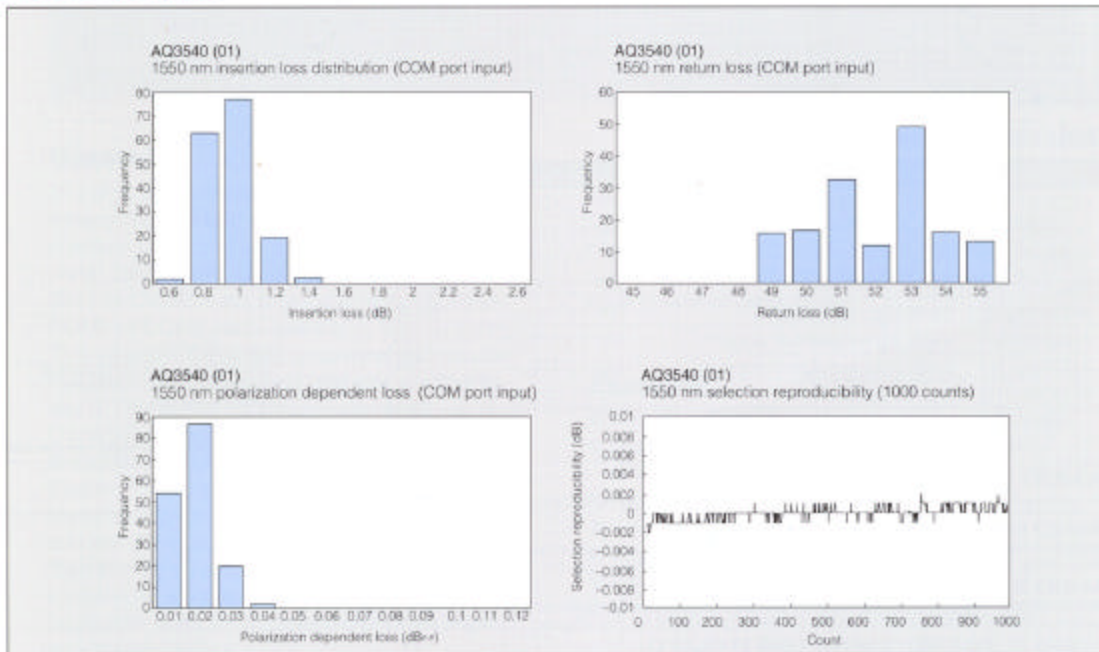 AQ3540 (01)
1550 nm insertion loss distribution (COM port input)
80
70
60
50
40
30
20
10
0
Frequency
0.6 0.8 1 1.2 1.4 1.6 1.8 2 2.2 2.4 2.6
Insertion loss (dB)
AQ3540 (01)
1550 nm return loss (COM port input)
60
50
40
30
20
10
0
Frequency
45 46 47 48 49 50 51 52 53 54 55
Return loss (dB)
AQ3540 (01)
1550 nm polarization dependent loss (COM port input)
90
80
70
60
50
40
30
20
10
0
Frequency
0.01 0.02 0.03 0.04 0.05 0.06 0.07 0.08 0.09 0.1 0.11 0.12
Polarization dependent loss (dBP-P)
AQ3540 (01)
1550 nm selection reproducibility (1000 counts)
0.01
0.008
0.006
0.004
0.002
0
−0.002
−0.004
−0.006
−0.008
−0.01
Selection reproducibility (dB)
0 100 200 300 400 500 600 700 800 900 1000
Count